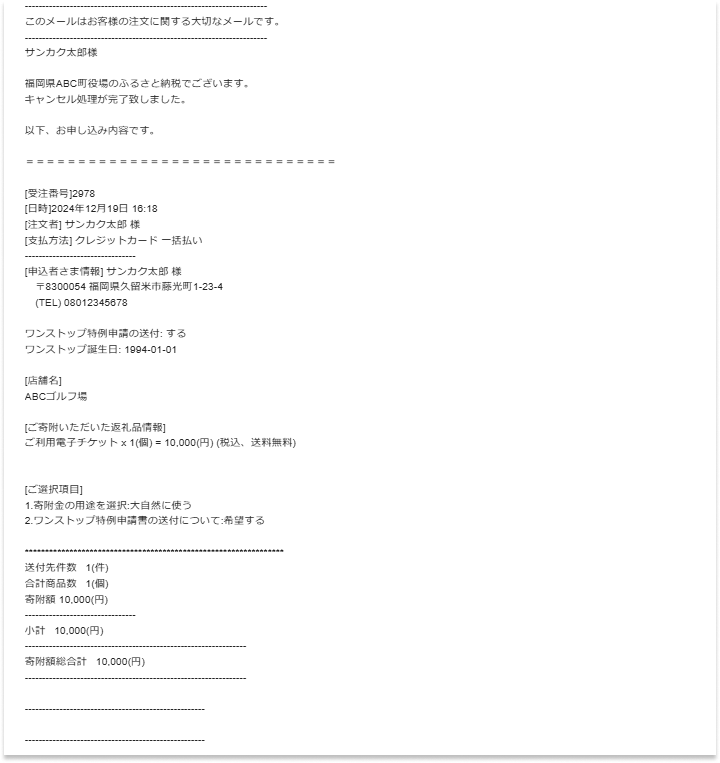 --------------------------------------------------------------------
このメールはお客様の注文に関する大切なメールです。
--------------------------------------------------------------------
サンカク太郎様
福岡県ABC町役場のふるさと納税でございます。
キャンセル処理が完了致しました。
以下、お申し込み内容です。
＝＝＝＝＝＝＝＝＝＝＝＝＝＝＝＝＝＝＝＝＝＝＝＝＝＝＝＝＝＝
[受注番号]2978
[日時]2024年12月19日 16:18
[注文者] サンカク太郎 様
[支払方法] クレジットカード 一括払い
-------------------------------
[申込者さま情報] サンカク太郎 様
〒8300054 福岡県久留米市藤光町1-23-4
(TEL) 08012345678
ワンストップ特例申請の送付: する
ワンストップ誕生日: 1994-01-01
[店舗名]
ABCゴルフ場
[ご寄附いただいた返礼品情報]
ご利用電子チケット x 1(個) = 10,000(円) (税込、送料無料)
[ご選択項目]
1.寄附金の用途を選択:大自然に使う
2.ワンストップ特例申請書の送付について:希望する
*****************************************************************
送付先件数 1(件)
合計商品数 1(個)
寄附額 10,000(円)
-------------------------------
小計 10,000(円)
--------------------------------------------------------------
寄附額総合計 10,000(円)
--------------------------------------------------------------
--------------------------------------------------
--------------------------------------------------